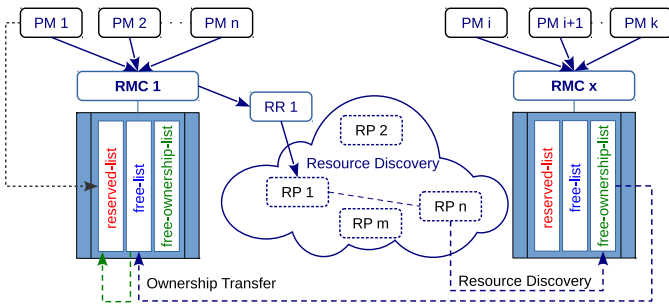 PM 1
PM 2
PM n
PM i
PM i+1
PM k
RMC 1
RMC x
RR 1
RP 2
Resource Discovery
RP 1
RP n
RP m
reserved-list
free-list
free-ownership-list
reserved-list
free-list
free-ownership-list
Ownership Transfer
Resource Discovery